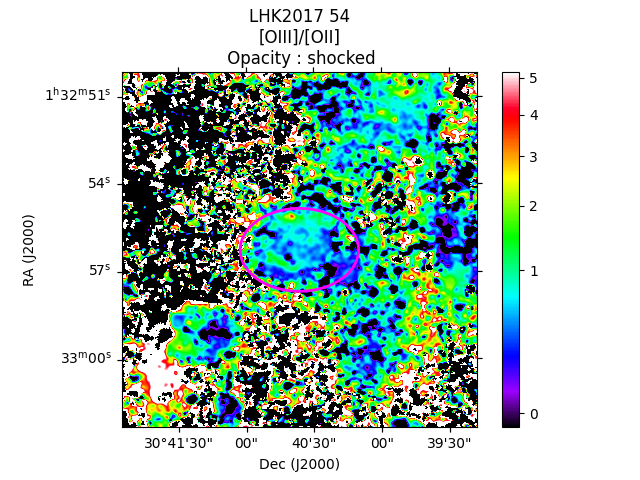 LHK2017 54
[OIII]/[OII]
Opacity : shocked
1ʰ32ᵐ51ˢ
54ˢ
57ˢ
33ᵐ00ˢ
RA (J2000)
30°41'30" 00" 40'30" 00" 39'30"
Dec (J2000)
5
4
3
2
1
0